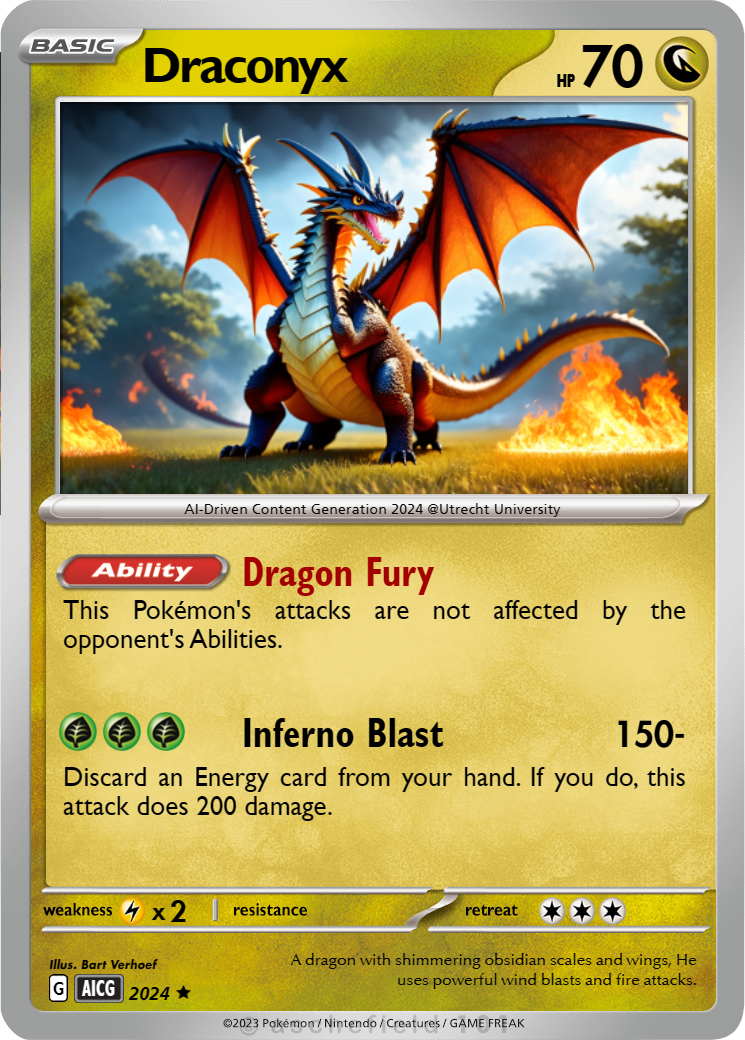 BASIC
Draconyx
HP 70
AI-Driven Content Generation 2024 @Utrecht University
Ability Dragon Fury
This Pokémon's attacks are not affected by the
opponent's Abilities.
Inferno Blast 150-
Discard an Energy card from your hand. If you do, this
attack does 200 damage.
weakness x 2 resistance retreat
Illus. Bart Verhoef
A dragon with shimmering obsidian scales and wings, He
uses powerful wind blasts and fire attacks.
G AICG 2024
©2023 Pokémon / Nintendo / Creatures / GAME FREAK